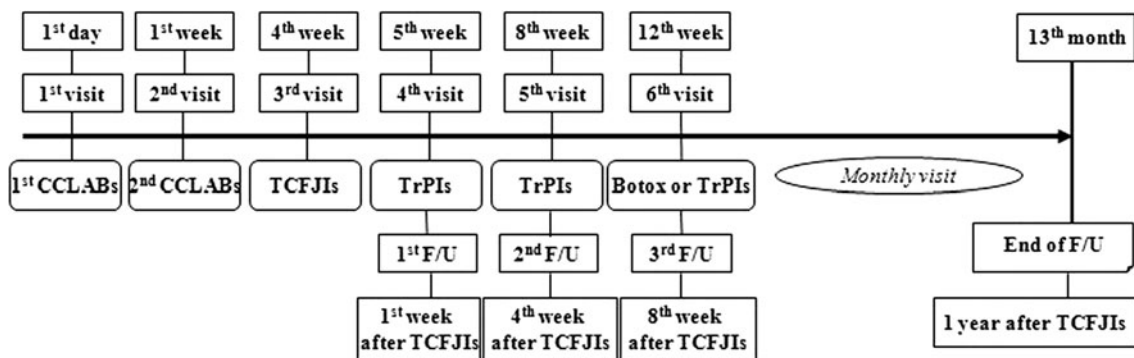 1st day 1st week 4th week 5th week 8th week 12th week 13th month
1st visit 2nd visit 3rd visit 4th visit 5th visit 6th visit
1st CCLABs 2nd CCLABs TCFJIs TrPIs TrPIs Botox or TrPIs Monthly visit
1st F/U 2nd F/U 3rd F/U End of F/U
1st week 4th week 8th week
after TCFJIs after TCFJIs after TCFJIs 1 year after TCFJIs